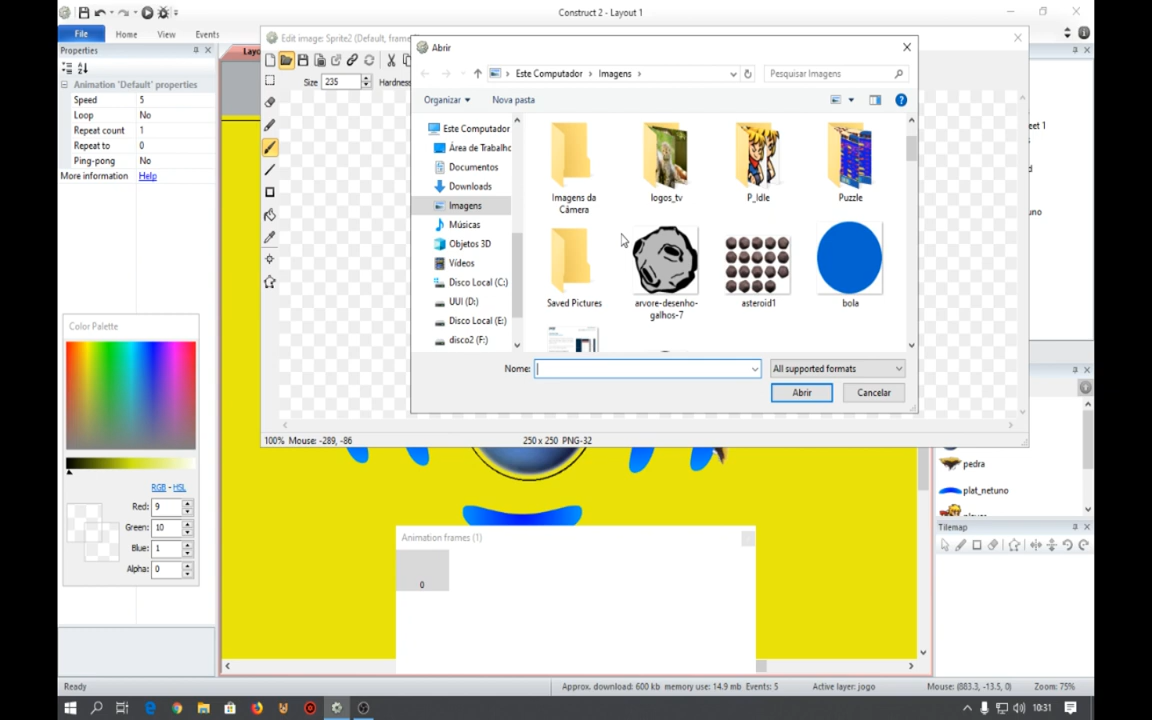 Construct 2 - Layout 1
File
Home
View
Events
Properties
Animation 'Default' properties
Speed 5
Loop No
Repeat count 1
Repeat to 0
Ping-pong No
More information Help
Color Palette
RGB - HSL
Red: 9
Green: 10
Blue: 1
Alpha: 0
Edit image: Sprite2 (Default, frame
Size 235 Hardness
100% Mouse: -289, -86
250 x 250 PNG-32
Abrir
Este Computador › Imagens ›
Pesquisar Imagens
Organizar
Nova pasta
Este Computador
Área de Trabalho
Documentos
Downloads
Imagens
Músicas
Objetos 3D
Vídeos
Disco Local (C:)
UUI (D:)
Disco Local (E:)
disco2 (F:)
Imagens da
Câmera
logos_tv
P_Idle
Puzzle
Saved Pictures
arvore-desenho-
galhos-7
asteroid1
bola
Nome:
All supported formats
Abrir
Cancelar
Animation frames (1)
0
sheet 1
pedra
plat_netuno
Tilemap
Ready
Approx. download: 600 kb
memory use: 14.9 mb
Events: 5
Active layer: jogo
Mouse: (883.3, -13.5, 0)
Zoom: 75%
10:31